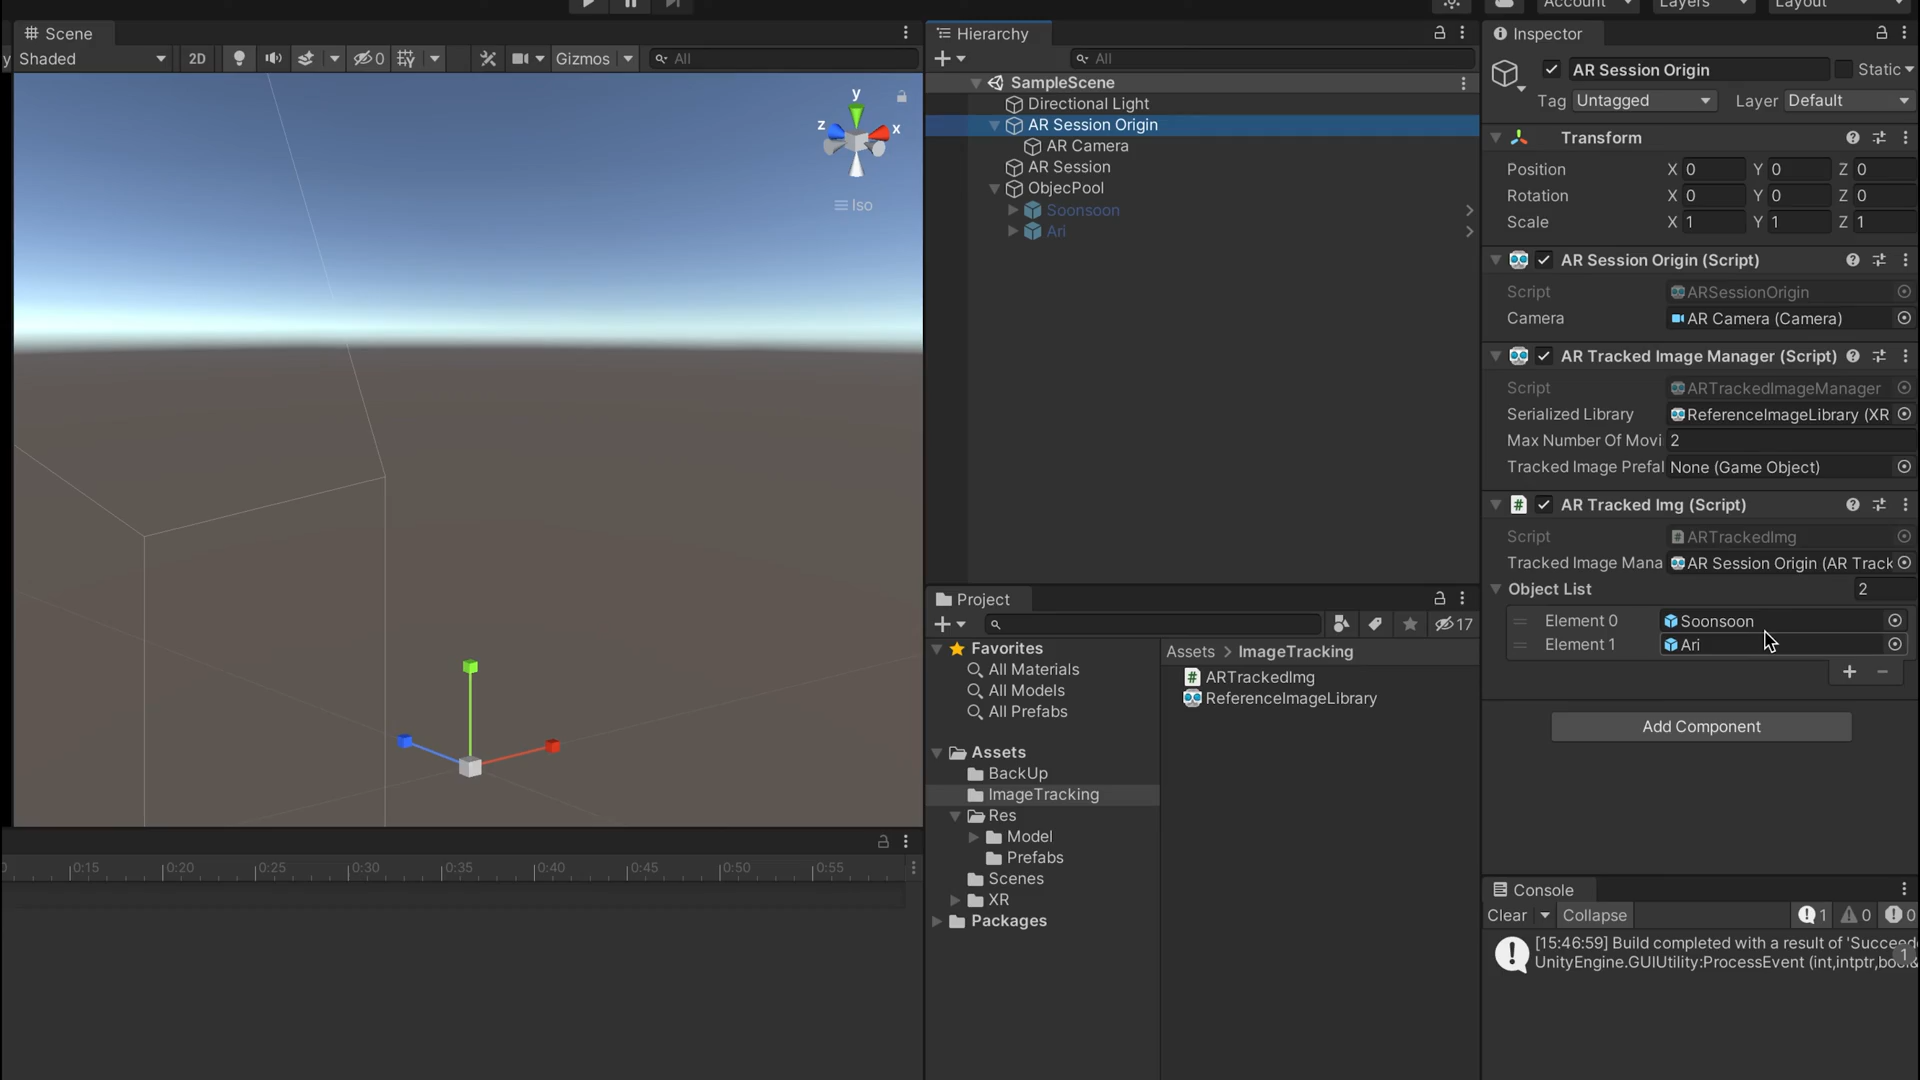 Account
Layers
Layout
Scene
Hierarchy
Inspector
Shaded
2D
0
Gizmos
All
All
AR Session Origin
Static
Tag Untagged
Layer Default
SampleScene
Directional Light
AR Session Origin
AR Camera
AR Session
ObjecPool
Soonsoon
Ari
y
z
x
Iso
Transform
Position X 0 Y 0 Z 0
Rotation X 0 Y 0 Z 0
Scale X 1 Y 1 Z 1
AR Session Origin (Script)
Script ARSessionOrigin
Camera AR Camera (Camera)
AR Tracked Image Manager (Script)
Script ARTrackedImageManager
Serialized Library ReferenceImageLibrary (XR
Max Number Of Movi 2
Tracked Image Prefal None (Game Object)
AR Tracked Img (Script)
Script ARTrackedImg
Tracked Image Mana AR Session Origin (AR Track
Object List 2
Element 0 Soonsoon
Element 1 Ari
Add Component
Project
17
Favorites
All Materials
All Models
All Prefabs
Assets
BackUp
ImageTracking
Res
Model
Prefabs
Scenes
XR
Packages
Assets > ImageTracking
ARTrackedImg
ReferenceImageLibrary
0:15 0:20 0:25 0:30 0:35 0:40 0:45 0:50 0:55
Console
Clear Collapse 1 0 0
[15:46:59] Build completed with a result of 'Succeed
UnityEngine.GUIUtility:ProcessEvent (int,intptr,bool&
1